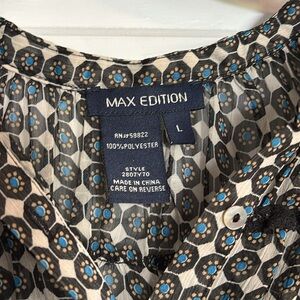 MAX EDITION
L
RN#58822
100%POLYESTER
STYLE
2807Y70
MADE IN CHINA
CARE ON REVERSE